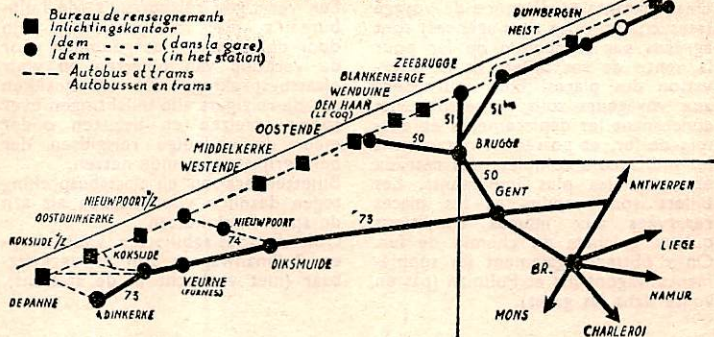 Bureau de renseignements
Inlichtingskantoor
Idem - - - - - (dans la gare)
Idem - - - - - (in het station)
Autobus et trams
Autobussen en trams
DUINBERGEN
HEIST
ZEEBRUGGE
BLANKENBERGE
WENDUINE
DEN HAAN
(LE COQ)
OOSTENDE
MIDDELKERKE
WESTENDE
NIEUWPOORT B/Z
OOSTDUINKERKE
KOKSIJDE B/Z
KOKSIJDE
DE PANNE
73
ADINKERKE
VEURNE
(FURNES)
NIEUWPOORT
74
DIKSMUIDE
73
50
51
51 bis
BRUGGE
50
GENT
ANTWERPEN
LIEGE
BR.
NAMUR
MONS
CHARLEROI